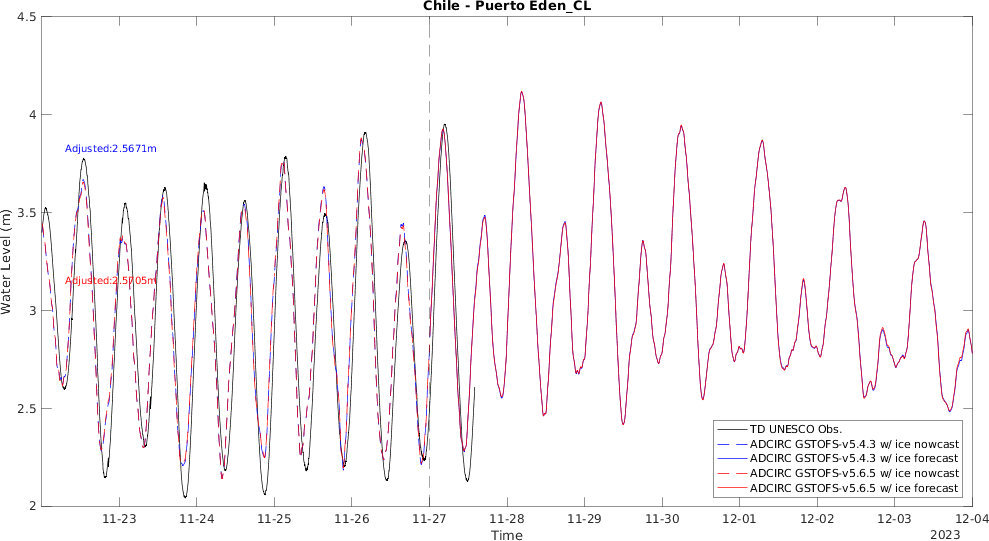 Chile - Puerto Eden_CL
4.5
4
3.5
3
2.5
2
Water Level (m)
Adjusted:2.5671m
Adjusted:2.5705m
TD UNESCO Obs.
ADCIRC GSTOFS-v5.4.3 w/ ice nowcast
ADCIRC GSTOFS-v5.4.3 w/ ice forecast
ADCIRC GSTOFS-v5.6.5 w/ ice nowcast
ADCIRC GSTOFS-v5.6.5 w/ ice forecast
11-23 11-24 11-25 11-26 11-27 11-28 11-29 11-30 12-01 12-02 12-03 12-04
Time
2023